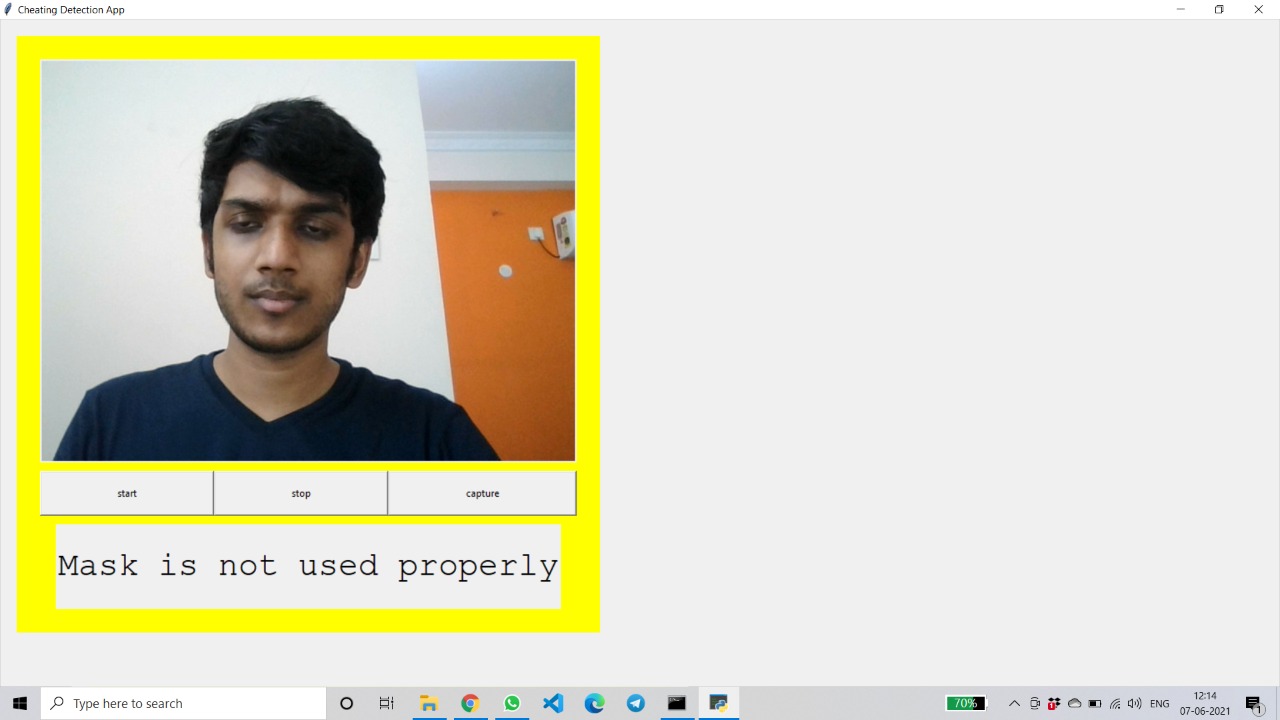 Cheating Detection App
start
stop
capture
Mask is not used properly
Type here to search
70%
ENG
12:14
07-06-2021
1